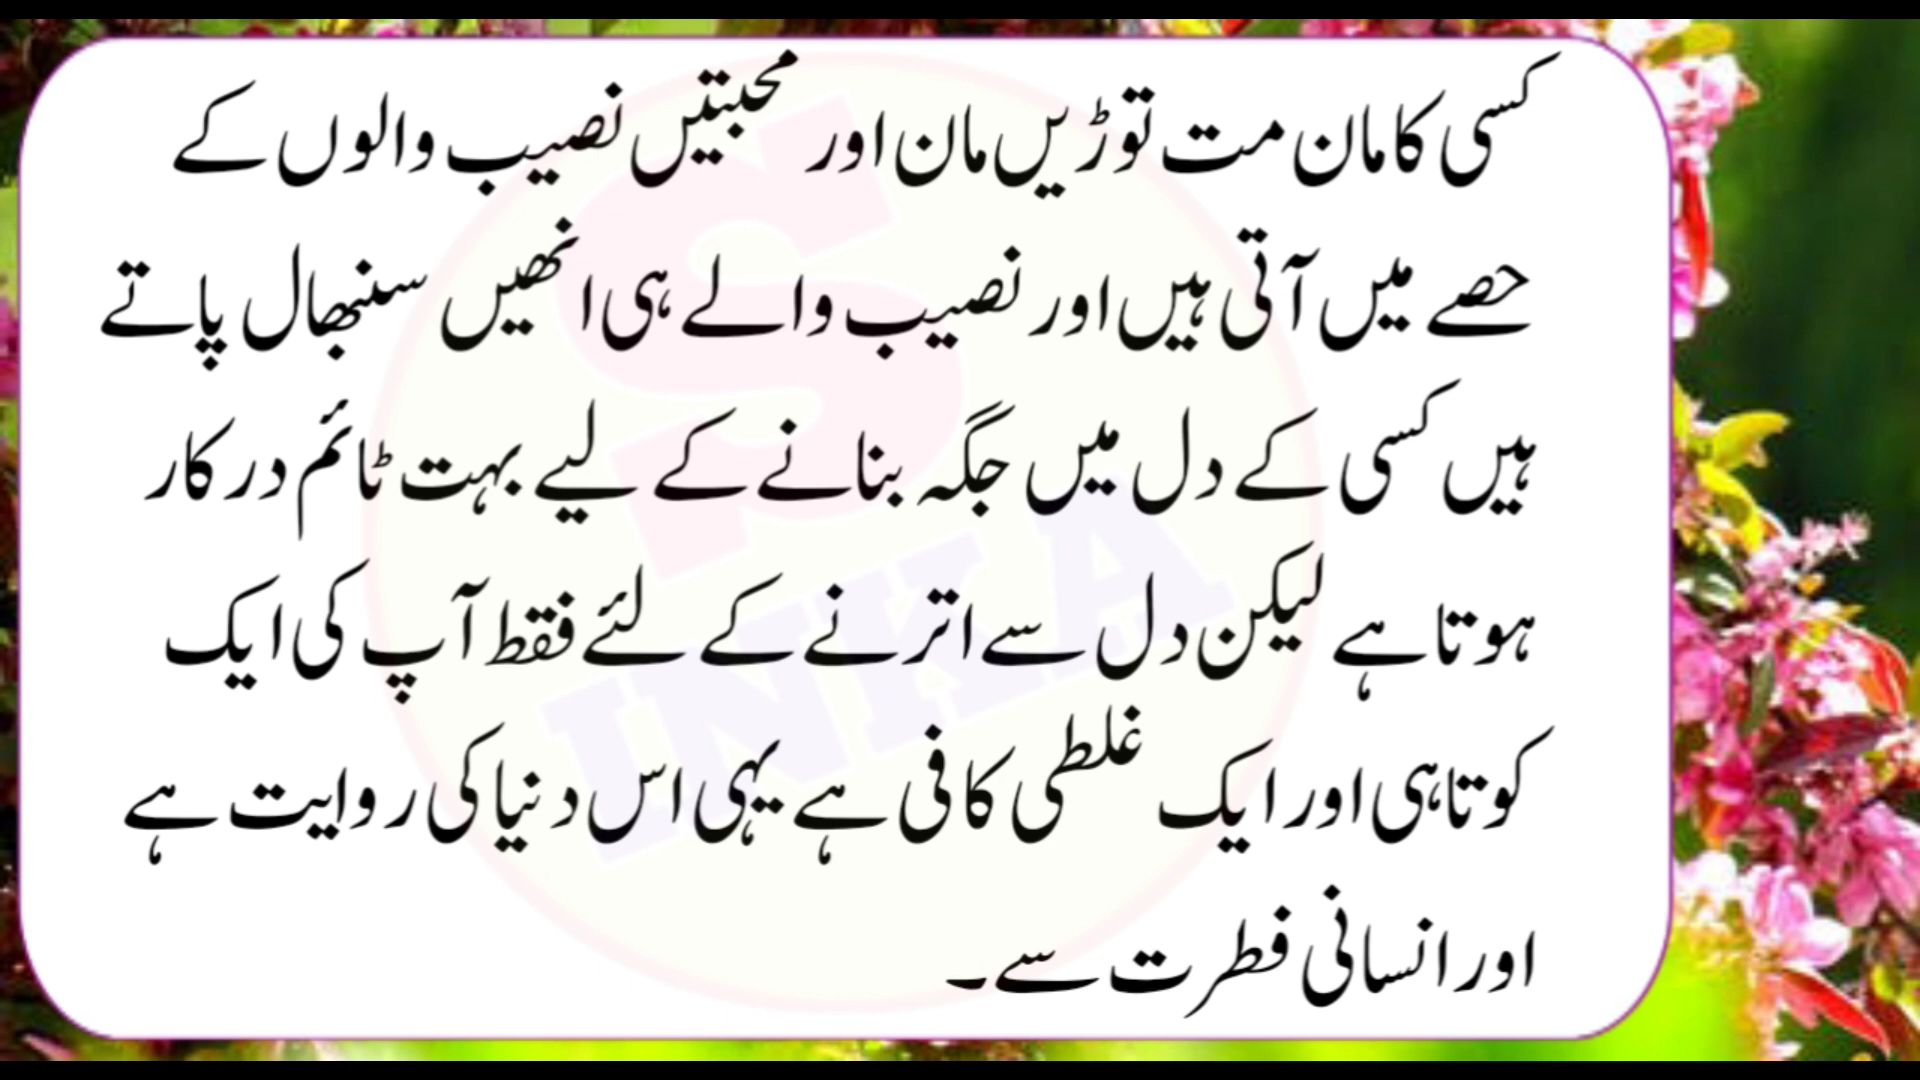 کسی کا مان مت توڑیں مان اور محبتیں نصیب والوں کے
حصے میں آتی ہیں اور نصیب والے ہی انھیں سنبھال پاتے
ہیں کسی کے دل میں جگہ بنانے کے لیے بہت ٹائم درکار
ہوتا ہے لیکن دل سے اترنے کے لئے فقط آپ کی ایک
کوتاہی اور ایک غلطی کافی ہے یہی اس دنیا کی روایت ہے
اور انسانی فطرت سے۔
S
INKA